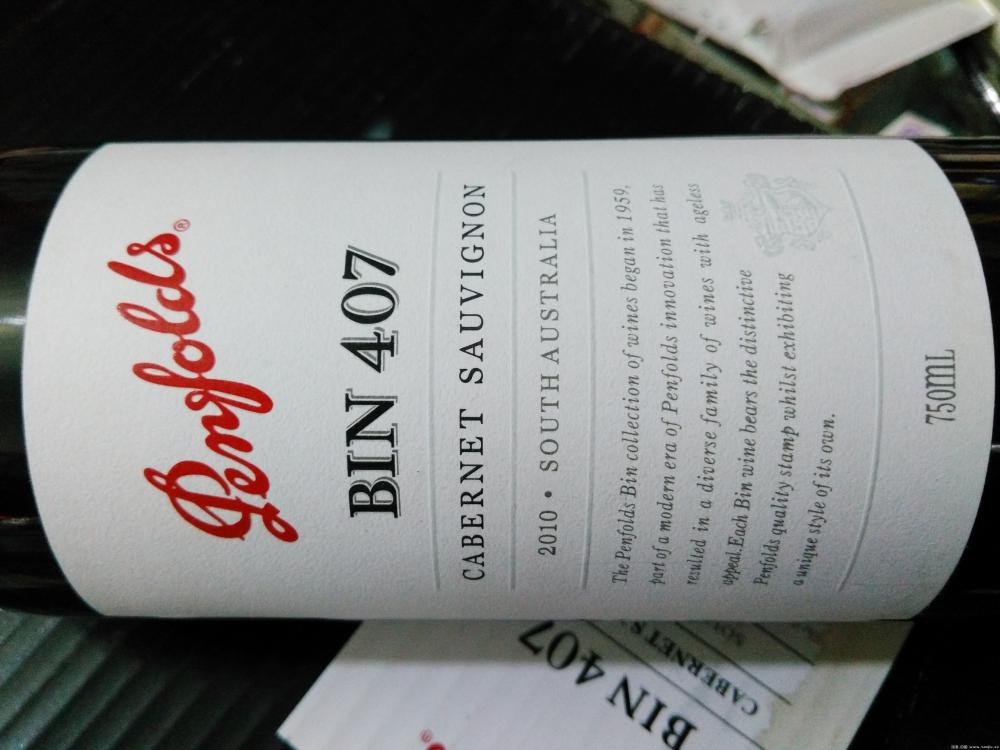 Penfolds®
BIN 407
CABERNET SAUVIGNON
2010 • SOUTH AUSTRALIA
The Penfolds Bin collection of wines began in 1959,
part of a modern era of Penfolds innovation that has
resulted in a diverse family of wines with ageless
appeal.Each Bin wine bears the distinctive
Penfolds quality stamp whilst exhibiting
a unique style of its own.
750mL
BIN 407
CABERNET S